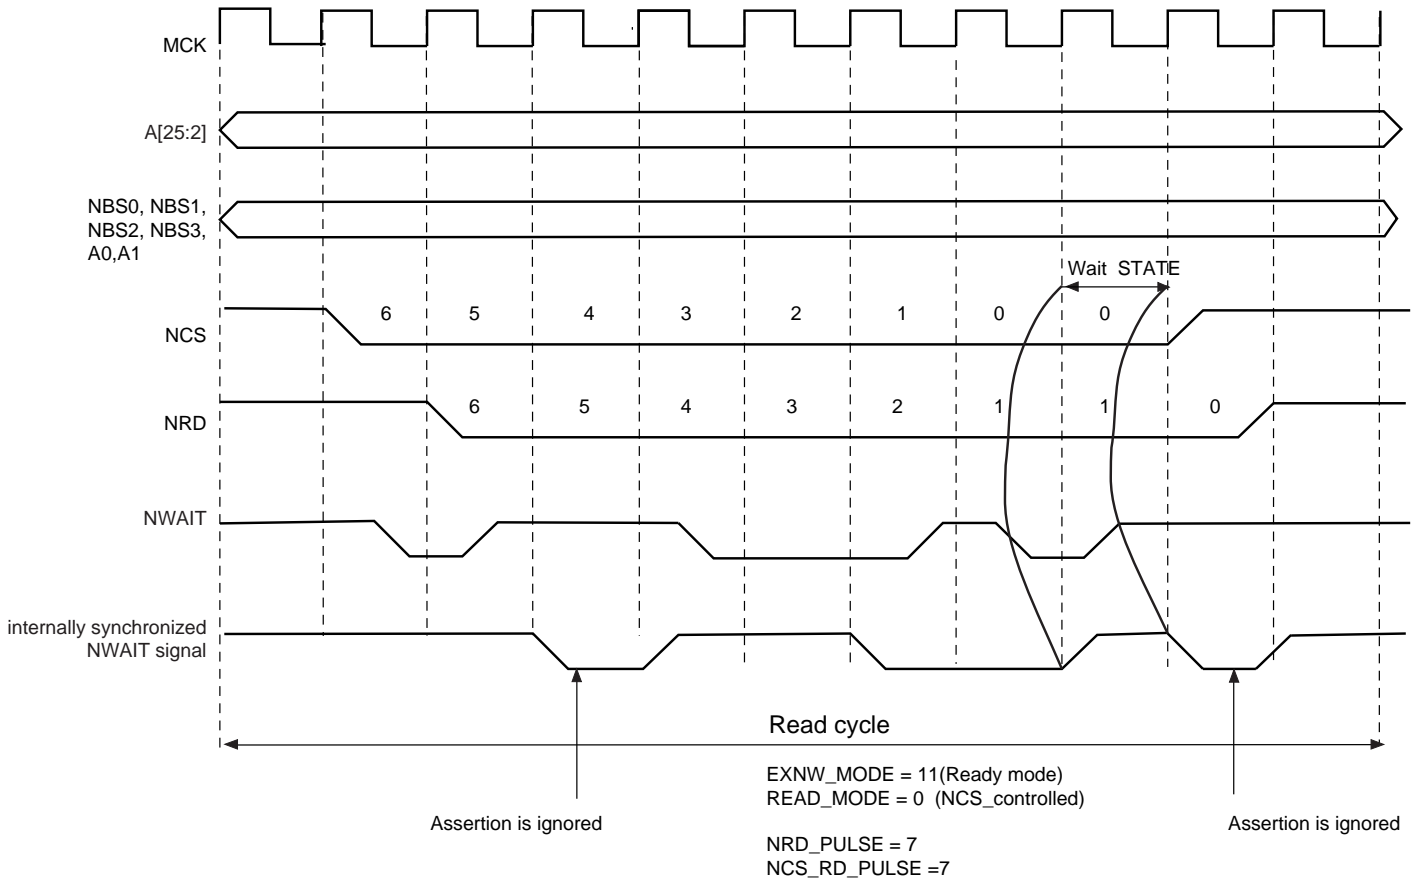 MCK
A[25:2]
NBS0, NBS1,
NBS2, NBS3,
A0,A1
Wait STATE
NCS
6 5 4 3 2 1 0 0
NRD
6 5 4 3 2 1 1 0
NWAIT
internally synchronized
NWAIT signal
Read cycle
EXNW_MODE = 11(Ready mode)
READ_MODE = 0 (NCS_controlled)
Assertion is ignored
Assertion is ignored
NRD_PULSE = 7
NCS_RD_PULSE =7